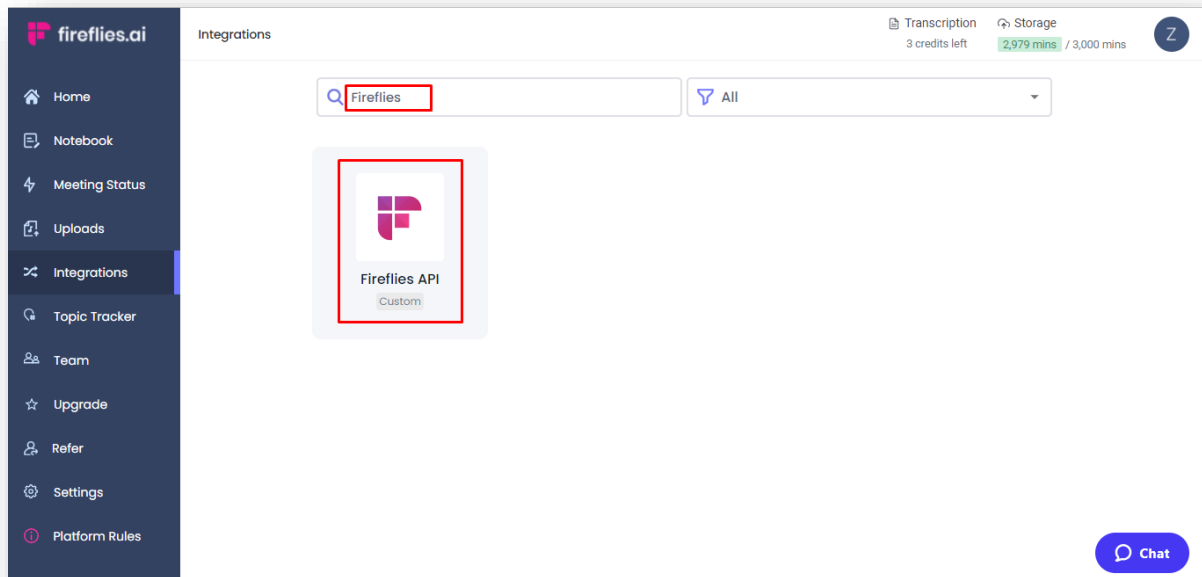 fireflies.ai
Integrations
Transcription
3 credits left
Storage
2,979 mins / 3,000 mins
Z
Home
Notebook
Meeting Status
Uploads
Integrations
Topic Tracker
Team
Upgrade
Refer
Settings
Platform Rules
Fireflies
All
Fireflies API
Custom
Chat